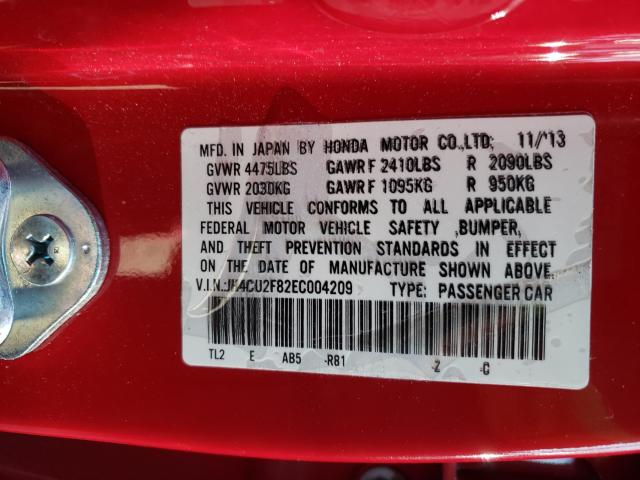 MFD. IN JAPAN BY HONDA MOTOR CO.,LTD; 11/'13
GVWR 4475LBS GAWR F 2410LBS R 2090LBS
GVWR 2030KG GAWR F 1095KG R 950KG
THIS VEHICLE CONFORMS TO ALL APPLICABLE
FEDERAL MOTOR VEHICLE SAFETY ,BUMPER,
AND THEFT PREVENTION STANDARDS IN EFFECT
ON THE DATE OF MANUFACTURE SHOWN ABOVE.
V.I.N.:JH4CU2F82EC004209 TYPE: PASSENGER CAR
TL2 E AB5 -R81 -Z -C